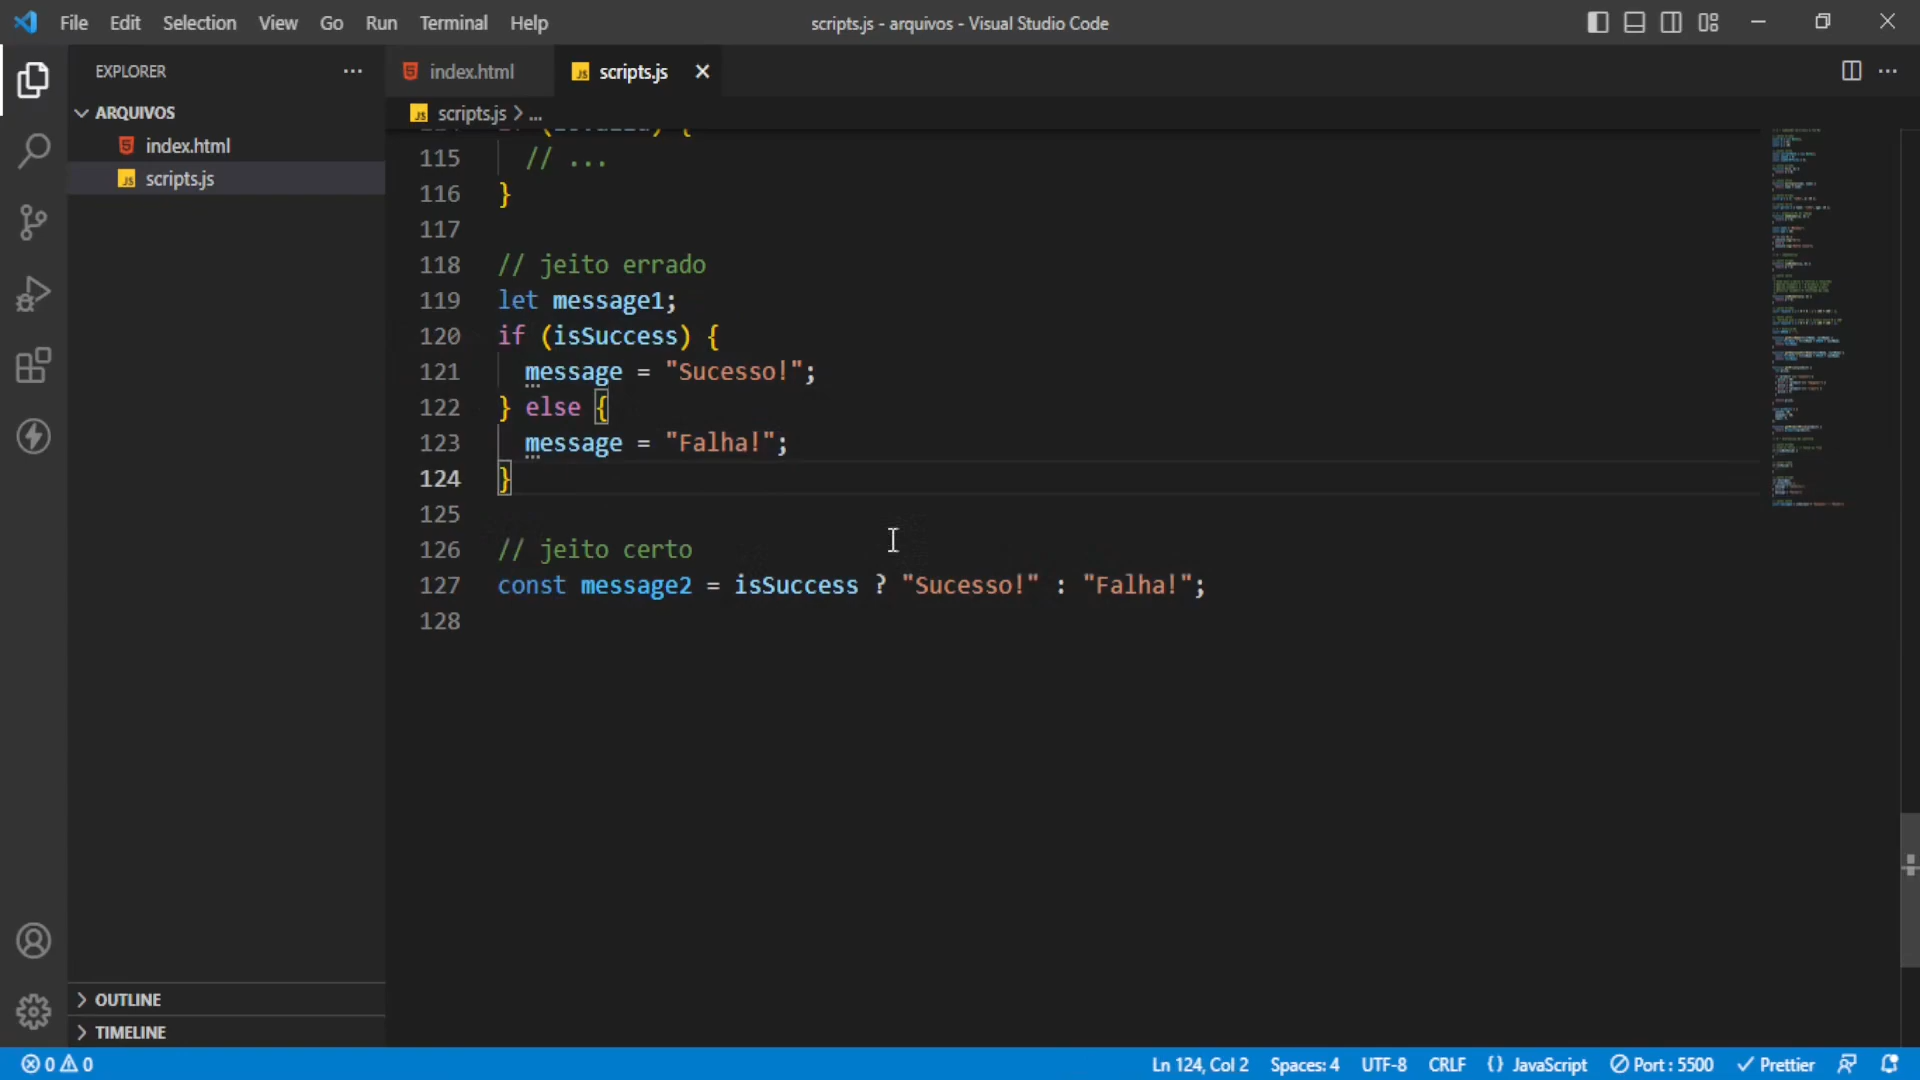 File Edit Selection View Go Run Terminal Help
scripts.js - arquivos - Visual Studio Code
EXPLORER
ARQUIVOS
index.html
scripts.js
index.html
scripts.js
scripts.js > ...
115 // ...
116 }
117
118 // jeito errado
119 let message1;
120 if (isSuccess) {
121 message = "Sucesso!";
122 } else {
123 message = "Falha!";
124 }
125
126 // jeito certo
127 const message2 = isSuccess ? "Sucesso!" : "Falha!";
128
OUTLINE
TIMELINE
0 0
Ln 124, Col 2 Spaces: 4 UTF-8 CRLF {} JavaScript Port : 5500 Prettier